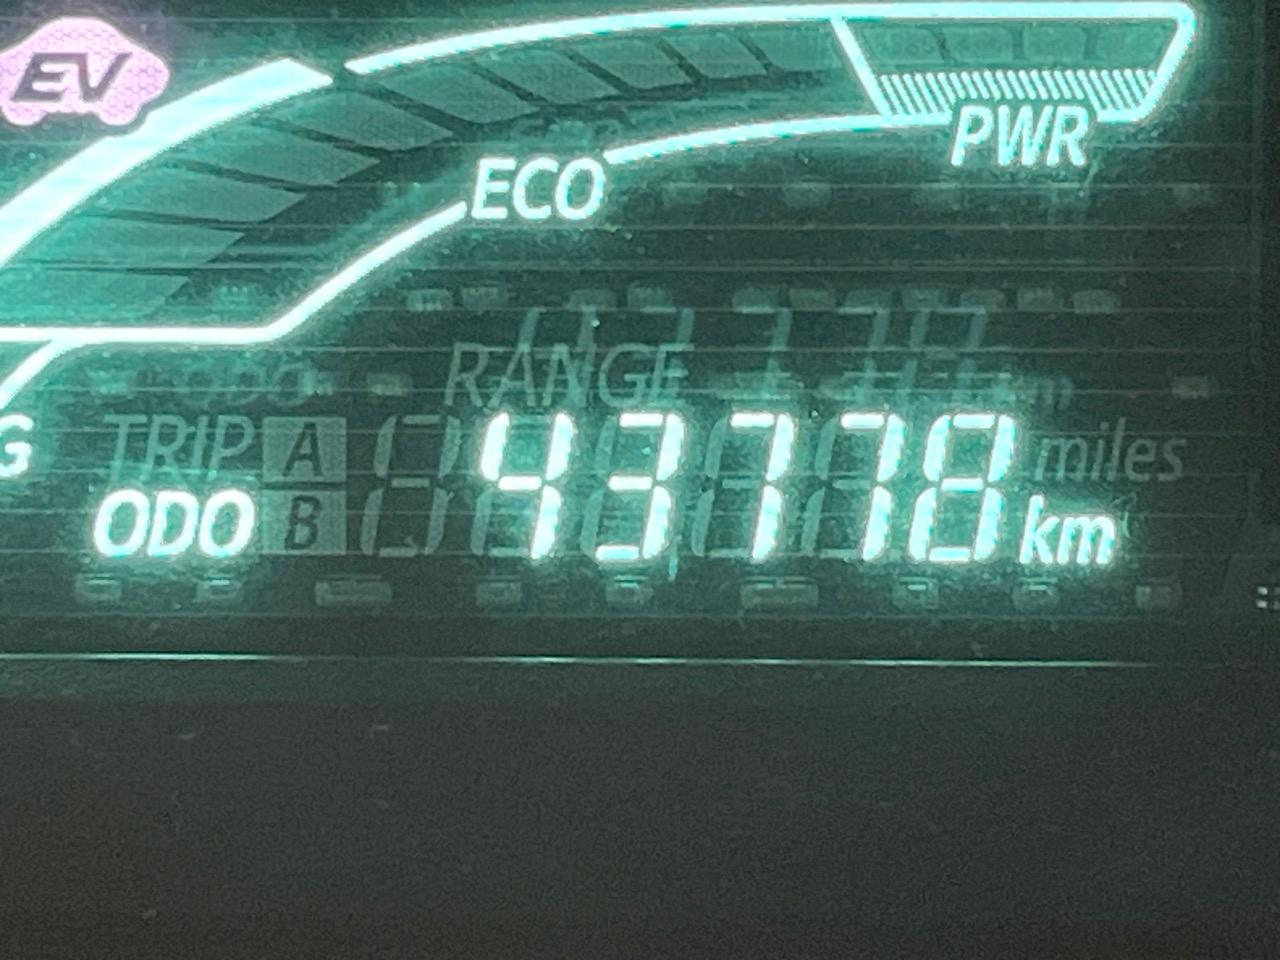 EV
PWR
ECO
RANGE
G
TRIP A miles
ODO B 43778 km